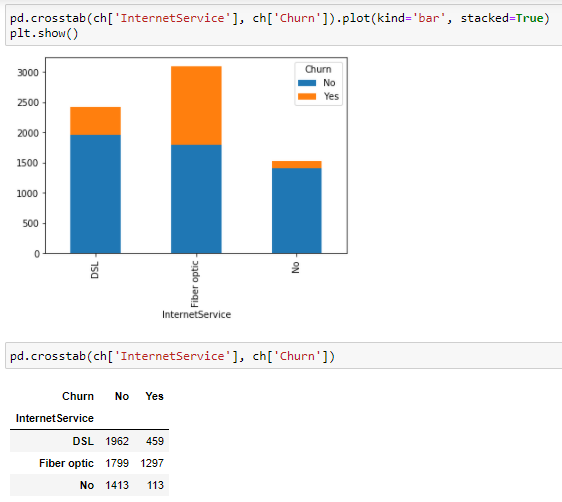 pd.crosstab(ch['InternetService'], ch['Churn']).plot(kind='bar', stacked=True)
plt.show()
Churn
No
Yes
3000
2500
2000
1500
1000
500
0
DSL
Fiber optic
No
InternetService
pd.crosstab(ch['InternetService'], ch['Churn'])
Churn No Yes
InternetService
DSL 1962 459
Fiber optic 1799 1297
No 1413 113